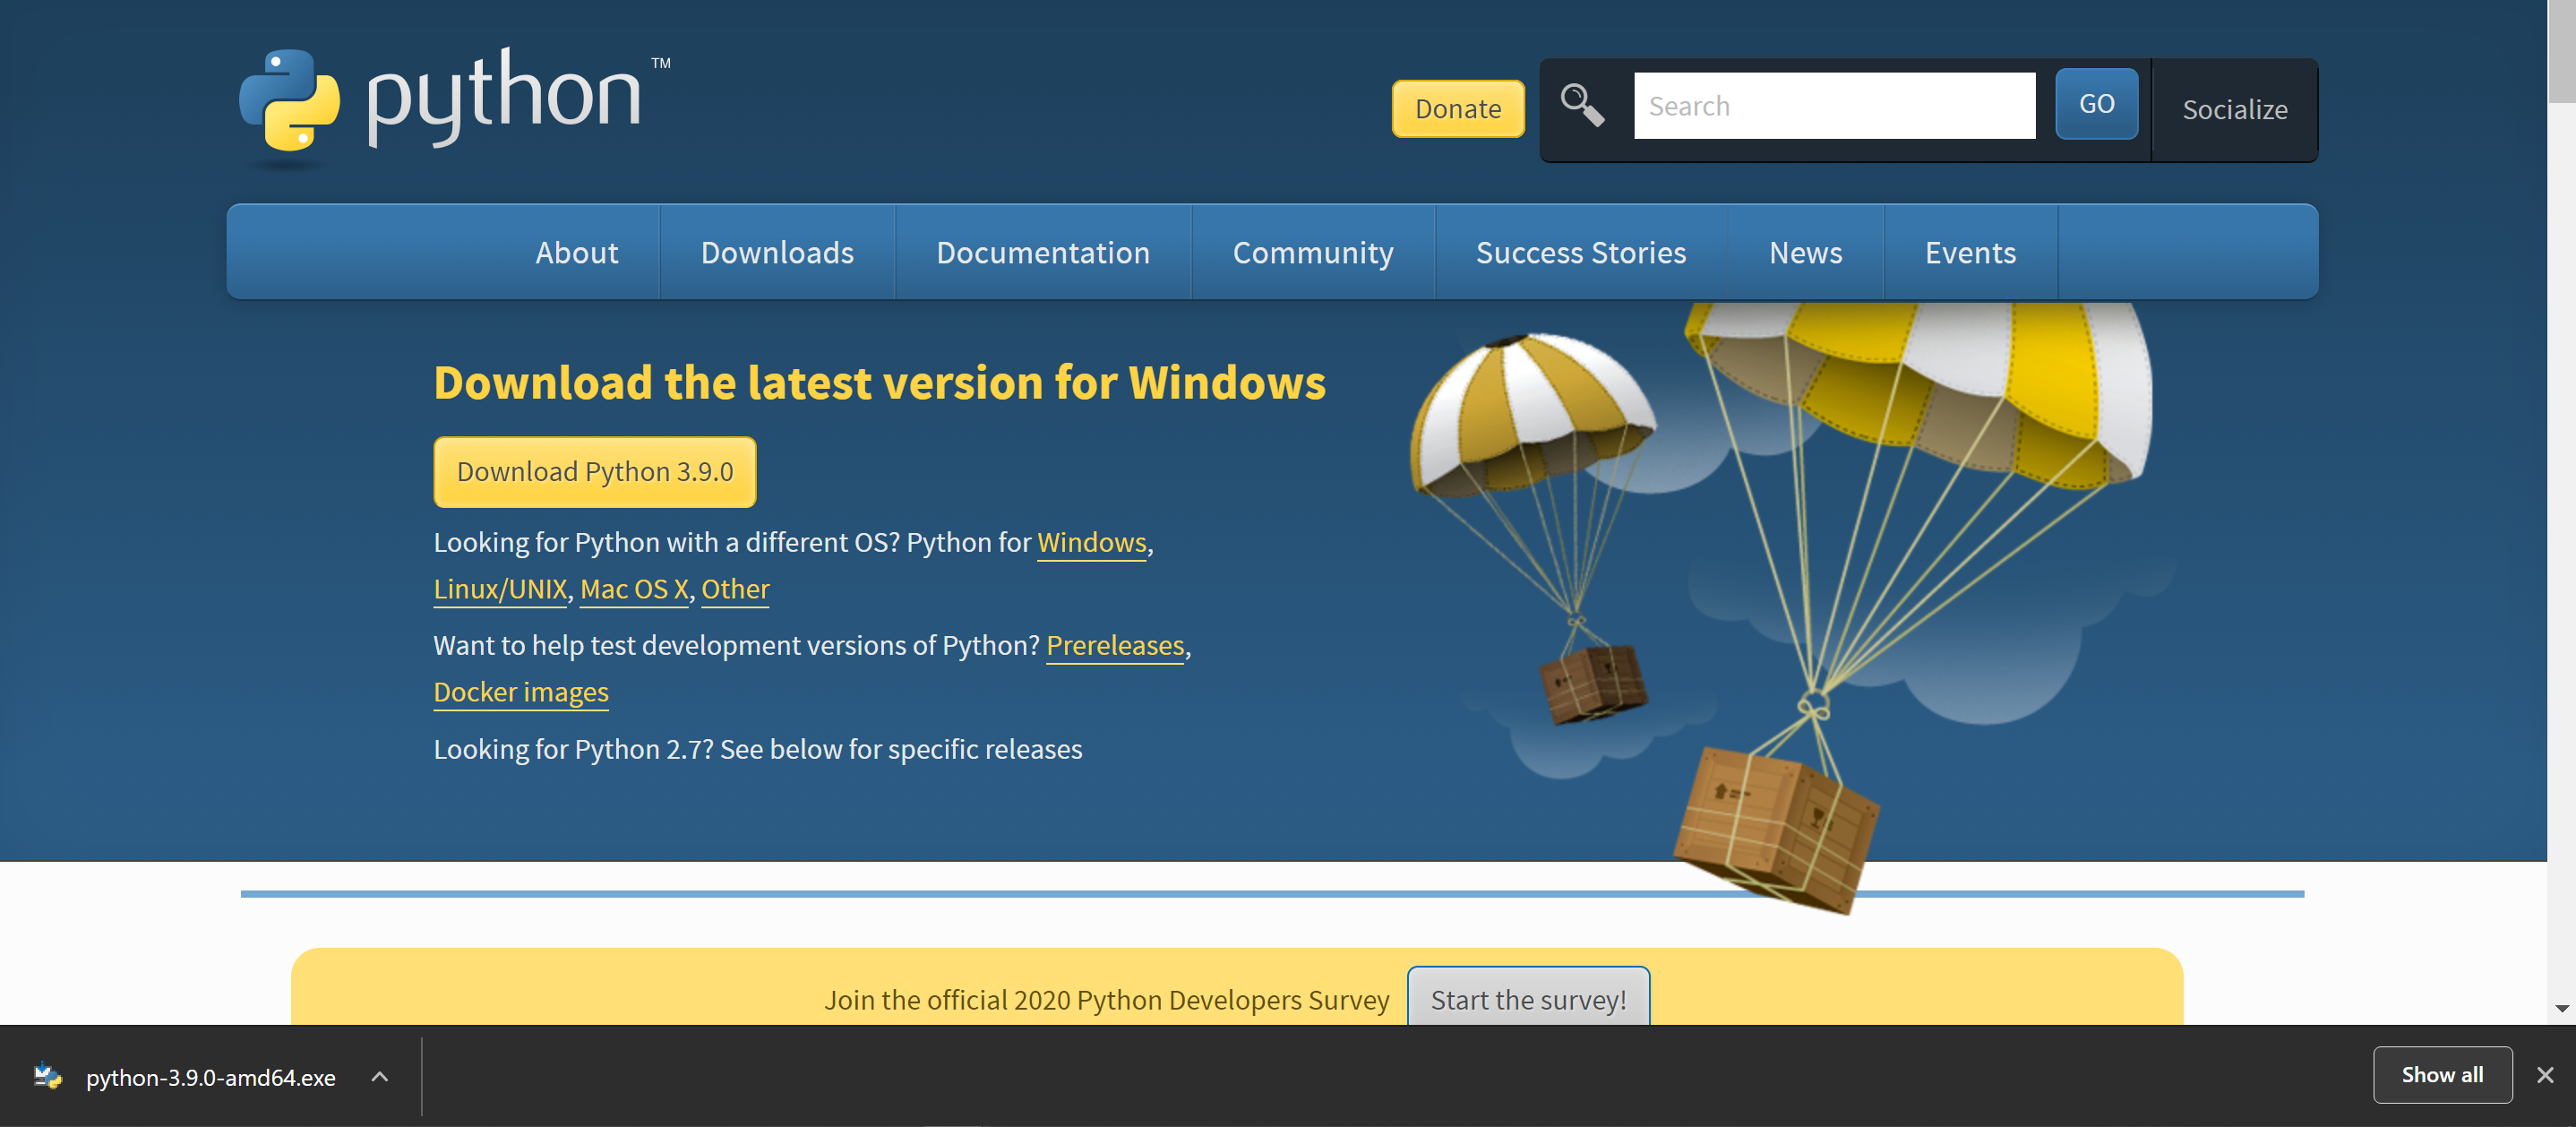 python™
Donate
Search
GO
Socialize
About Downloads Documentation Community Success Stories News Events
Download the latest version for Windows
Download Python 3.9.0
Looking for Python with a different OS? Python for Windows,
Linux/UNIX, Mac OS X, Other
Want to help test development versions of Python? Prereleases,
Docker images
Looking for Python 2.7? See below for specific releases
Join the official 2020 Python Developers Survey Start the survey!
python-3.9.0-amd64.exe
Show all